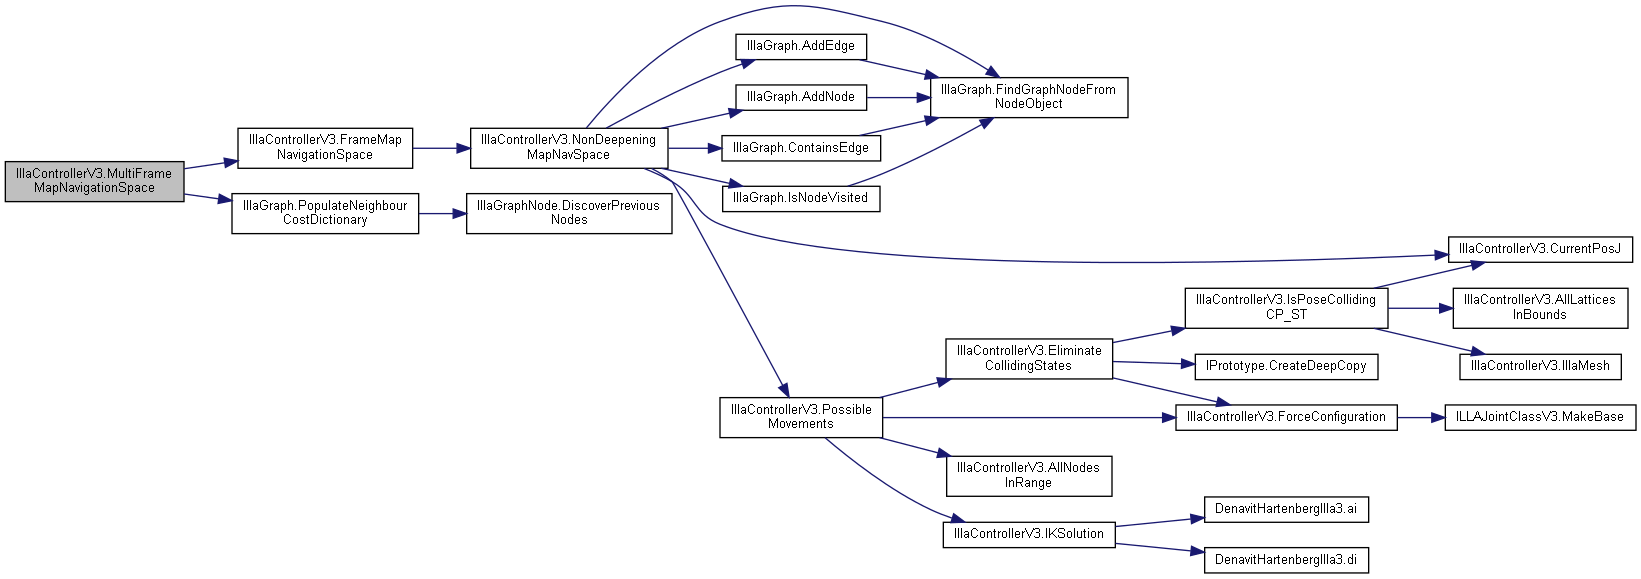 IllaControllerV3.MultiFrame
MapNavigationSpace
IllaControllerV3.FrameMap
NavigationSpace
IllaGraph.PopulateNeighbour
CostDictionary
IllaControllerV3.NonDeepening
MapNavSpace
IllaGraphNode.DiscoverPrevious
Nodes
IllaGraph.AddEdge
IllaGraph.AddNode
IllaGraph.ContainsEdge
IllaGraph.IsNodeVisited
IllaGraph.FindGraphNodeFrom
NodeObject
IllaControllerV3.Possible
Movements
IllaControllerV3.Eliminate
CollidingStates
IllaControllerV3.AllNodes
InRange
IllaControllerV3.IKSolution
IllaControllerV3.IsPoseColliding
CP_ST
IPrototype.CreateDeepCopy
IllaControllerV3.ForceConfiguration
DenavitHartenbergIlla3.ai
DenavitHartenbergIlla3.di
IllaControllerV3.CurrentPosJ
IllaControllerV3.AllLattices
InBounds
IllaControllerV3.IllaMesh
ILLAJointClassV3.MakeBase